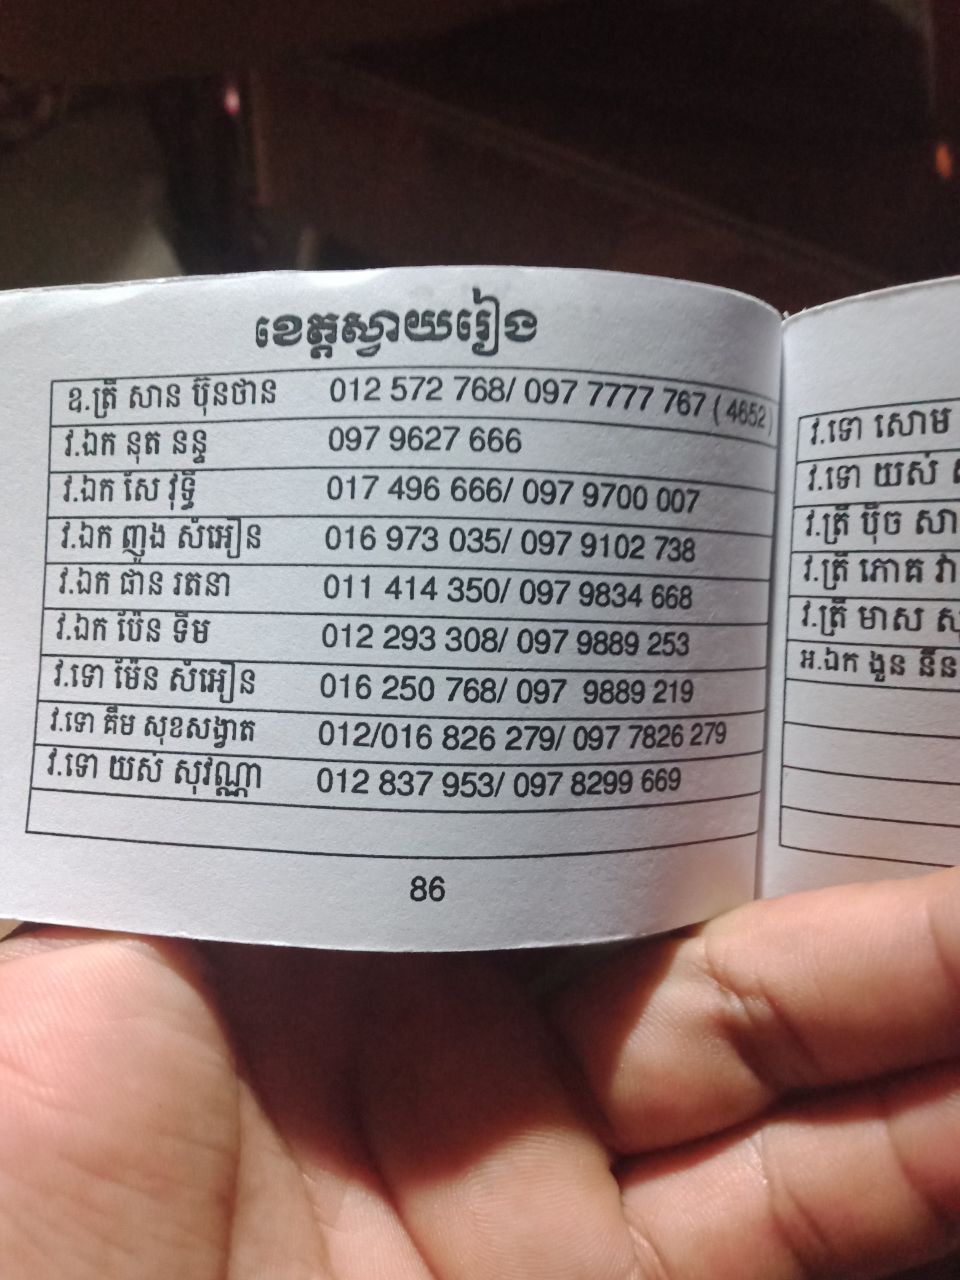 ខេត្តស្វាយរៀង
ឧ.ត្រី សាន ប៊ុនថាន 012 572 768/ 097 7777 767 ( 4652 )
វ.ឯក នុត នន្ទ 097 9627 666
វ.ឯក សែ វុទ្ធី 017 496 666/ 097 9700 007
វ.ឯក ញូង សំអឿន 016 973 035/ 097 9102 738
វ.ឯក ជាន រតនា 011 414 350/ 097 9834 668
វ.ឯក ប៉ែន ទីម 012 293 308/ 097 9889 253
វ.ទោ ម៉ែន សំអឿន 016 250 768/ 097 9889 219
វ.ទោ គឹម សុខសង្វាត 012/016 826 279/ 097 7826 279
វ.ទោ យស់ សុវណ្ណា 012 837 953/ 097 8299 669
86
វ.ទោ សោម
វ.ទោ យស់
វ.ត្រី ប៉ិច
វ.ត្រី ភោគ វា
វ.ត្រី មាស
អ.ឯក ងួន